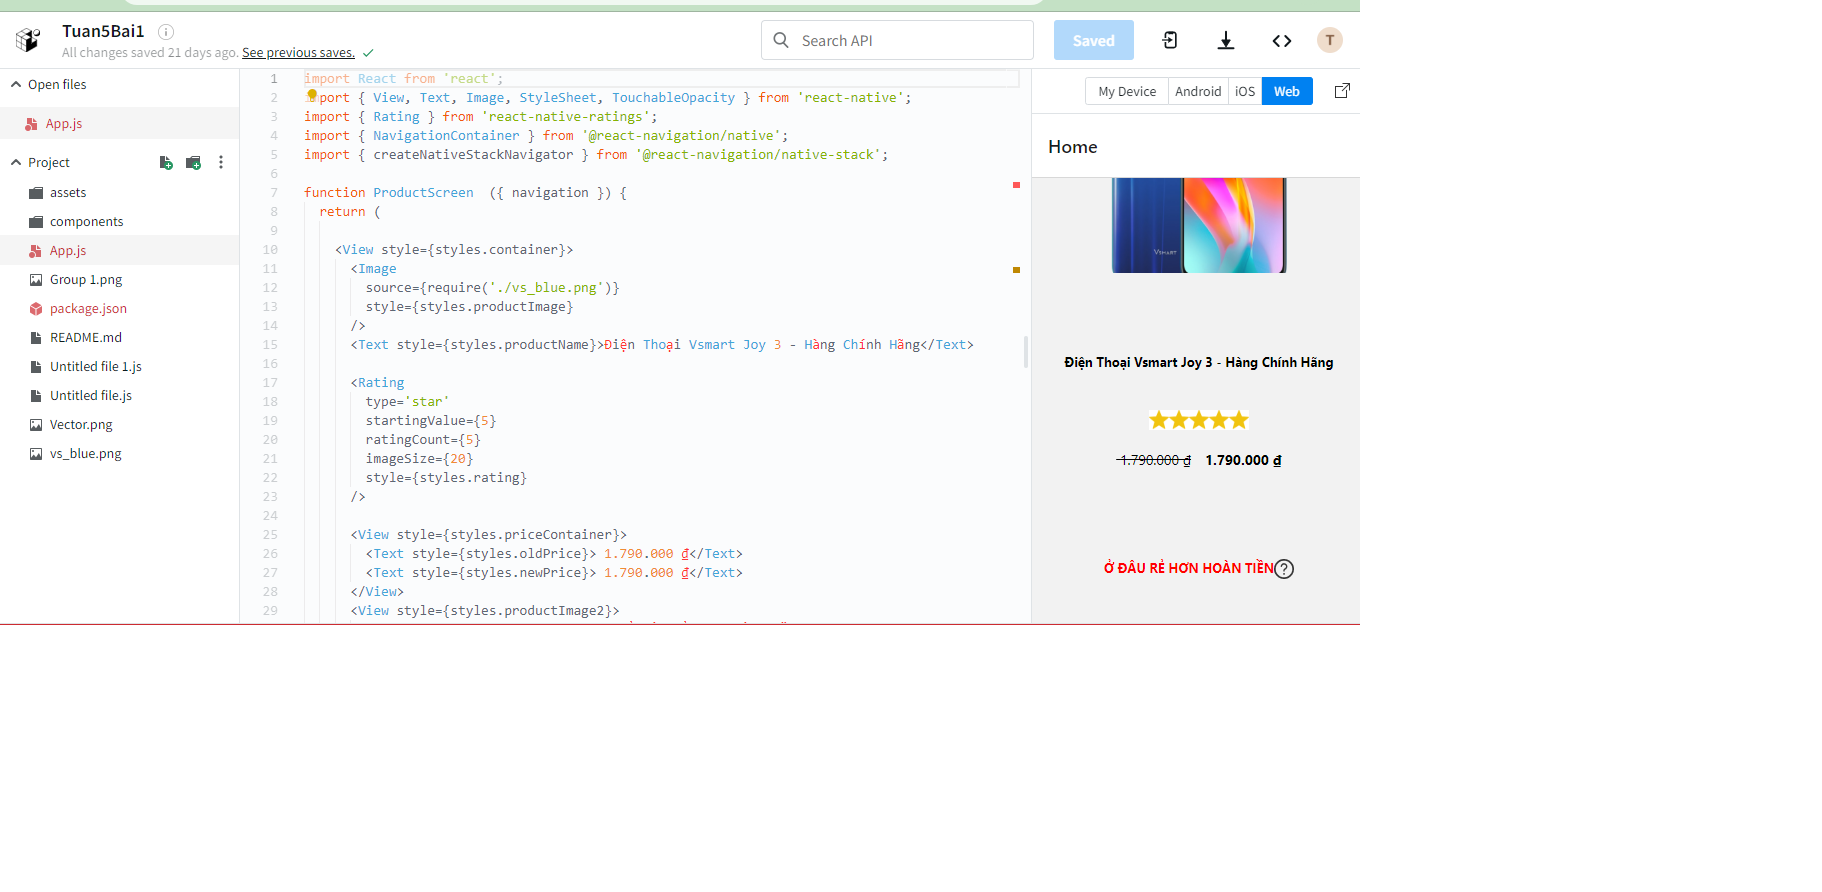 Tuan5Bai1
All changes saved 21 days ago. See previous saves.
Search API
Saved
T
Open files
App.js
Project
assets
components
App.js
Group 1.png
package.json
README.md
Untitled file 1.js
Untitled file.js
Vector.png
vs_blue.png
1 import React from 'react';
2 import { View, Text, Image, StyleSheet, TouchableOpacity } from 'react-native';
3 import { Rating } from 'react-native-ratings';
4 import { NavigationContainer } from '@react-navigation/native';
5 import { createNativeStackNavigator } from '@react-navigation/native-stack';
6
7 function ProductScreen  ({ navigation }) {
8 return (
9
10 <View style={styles.container}>
11 <Image
12 source={require('./vs_blue.png')}
13 style={styles.productImage}
14 />
15 <Text style={styles.productName}>Điện Thoại Vsmart Joy 3 - Hàng Chính Hãng</Text>
16
17 <Rating
18 type='star'
19 startingValue={5}
20 ratingCount={5}
21 imageSize={20}
22 style={styles.rating}
23 />
24
25 <View style={styles.priceContainer}>
26 <Text style={styles.oldPrice}> 1.790.000 ₫</Text>
27 <Text style={styles.newPrice}> 1.790.000 ₫</Text>
28 </View>
29 <View style={styles.productImage2}>
My Device Android iOS Web
Home
VSMART
Điện Thoại Vsmart Joy 3 - Hàng Chính Hãng
1.790.000 ₫ 1.790.000 ₫
Ở ĐÂU RẺ HƠN HOÀN TIỀN ?